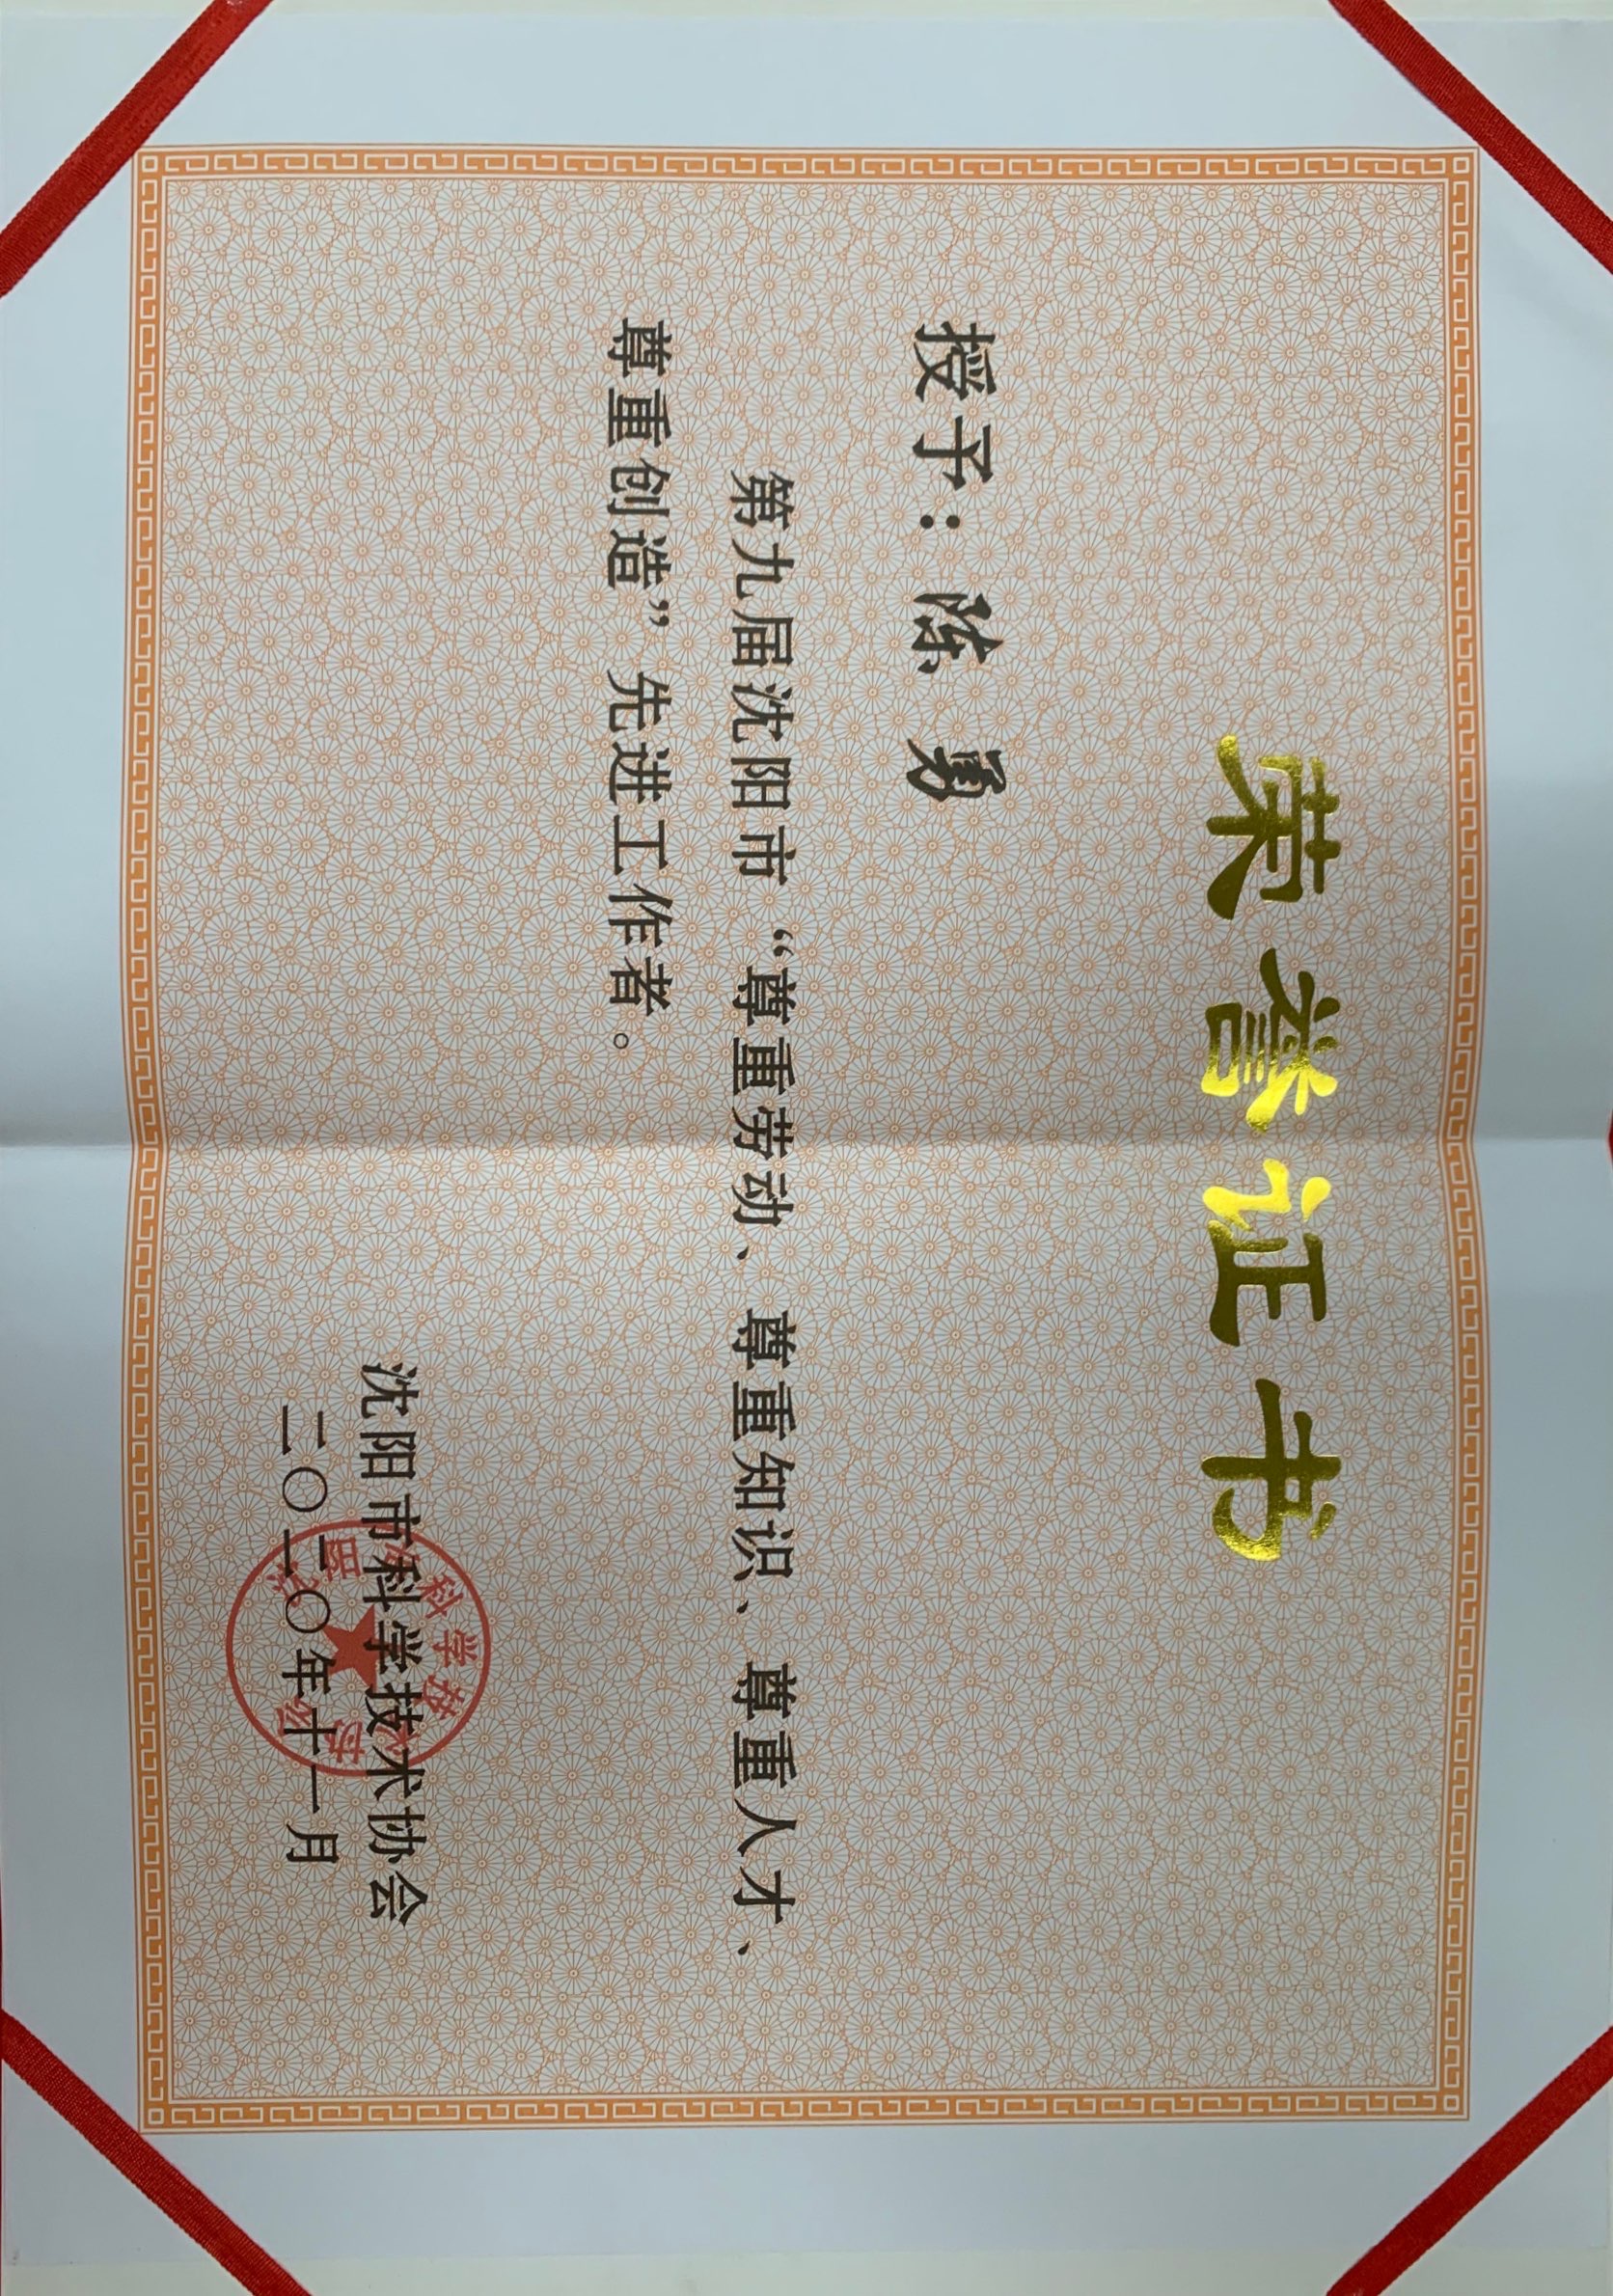 荣誉证书
授予：陈 勇
第九届沈阳市“尊重劳动、尊重知识、尊重人才、
尊重创造”先进工作者。
沈阳市科学技术协会
二〇二〇年十一月